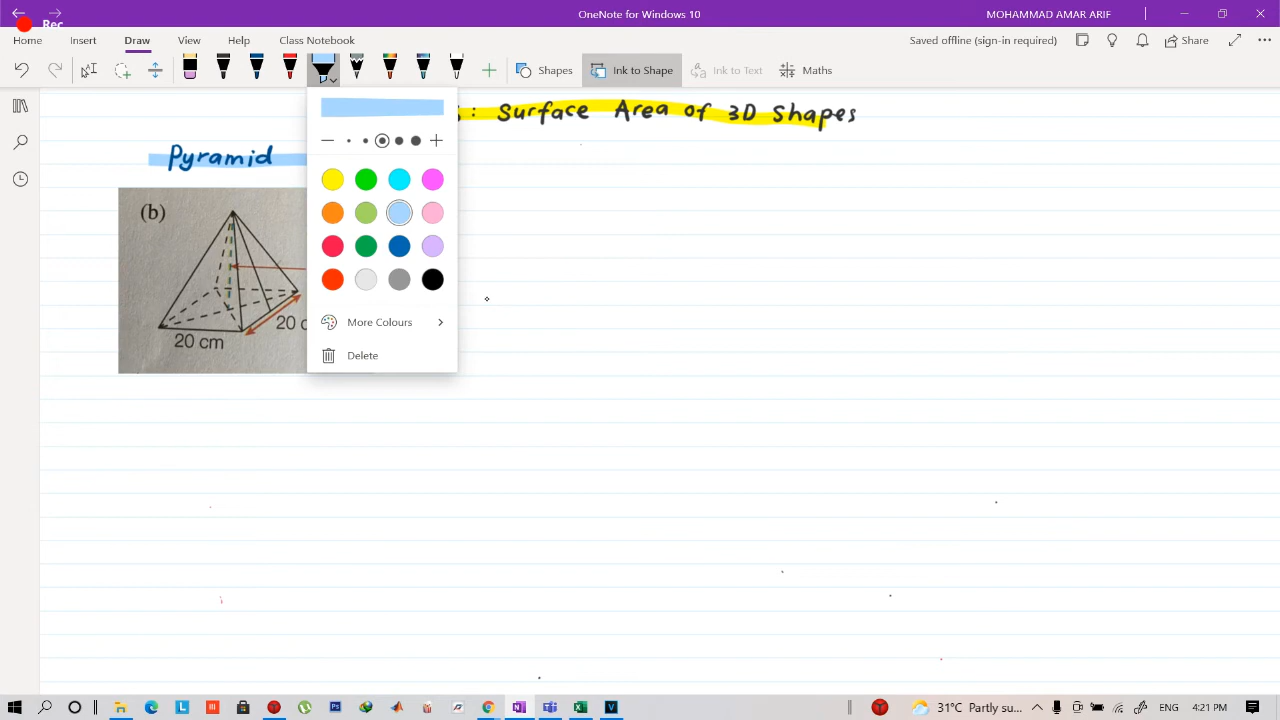 OneNote for Windows 10
MOHAMMAD AMAR ARIF
Rec
Home Insert Draw View Help Class Notebook
Saved offline (sign-in required)
Share
Shapes
Ink to Shape
Ink to Text
Maths
: Surface Area of 3D Shapes
Pyramid
(b)
20 cm
20 c
More Colours
Delete
31°C Partly su...
ENG
4:21 PM